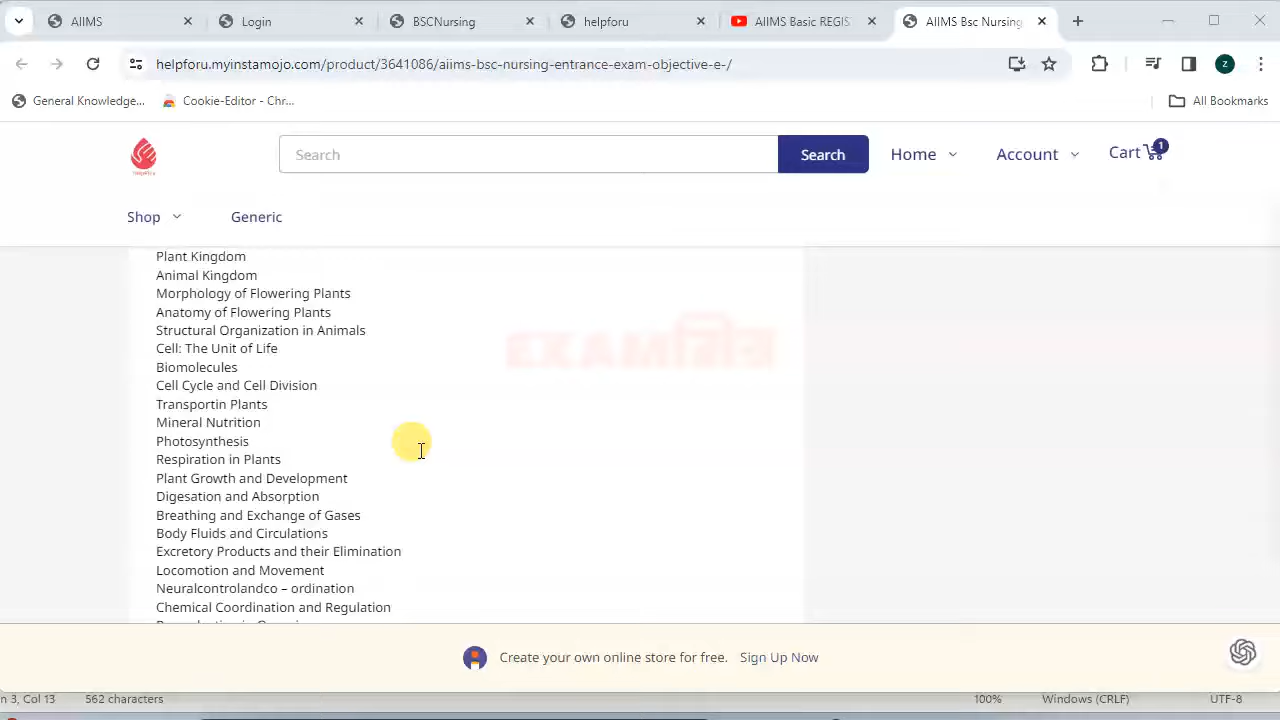 AIIMS
Login
BSCNursing
helpforu
AIIMS Basic REGIS
AIIMS Bsc Nursing
helpforu.myinstamojo.com/product/3641086/aiims-bsc-nursing-entrance-exam-objective-e-/
z
General Knowledge...
Cookie-Editor - Chr...
All Bookmarks
Search
Search
Home
Account
Cart
1
Shop
Generic
Plant Kingdom
Animal Kingdom
Morphology of Flowering Plants
Anatomy of Flowering Plants
Structural Organization in Animals
Cell: The Unit of Life
Biomolecules
Cell Cycle and Cell Division
Transportin Plants
Mineral Nutrition
Photosynthesis
Respiration in Plants
Plant Growth and Development
Digesation and Absorption
Breathing and Exchange of Gases
Body Fluids and Circulations
Excretory Products and their Elimination
Locomotion and Movement
Neuralcontrolandco – ordination
Chemical Coordination and Regulation
Create your own online store for free. Sign Up Now
n 3, Col 13
562 characters
100%
Windows (CRLF)
UTF-8